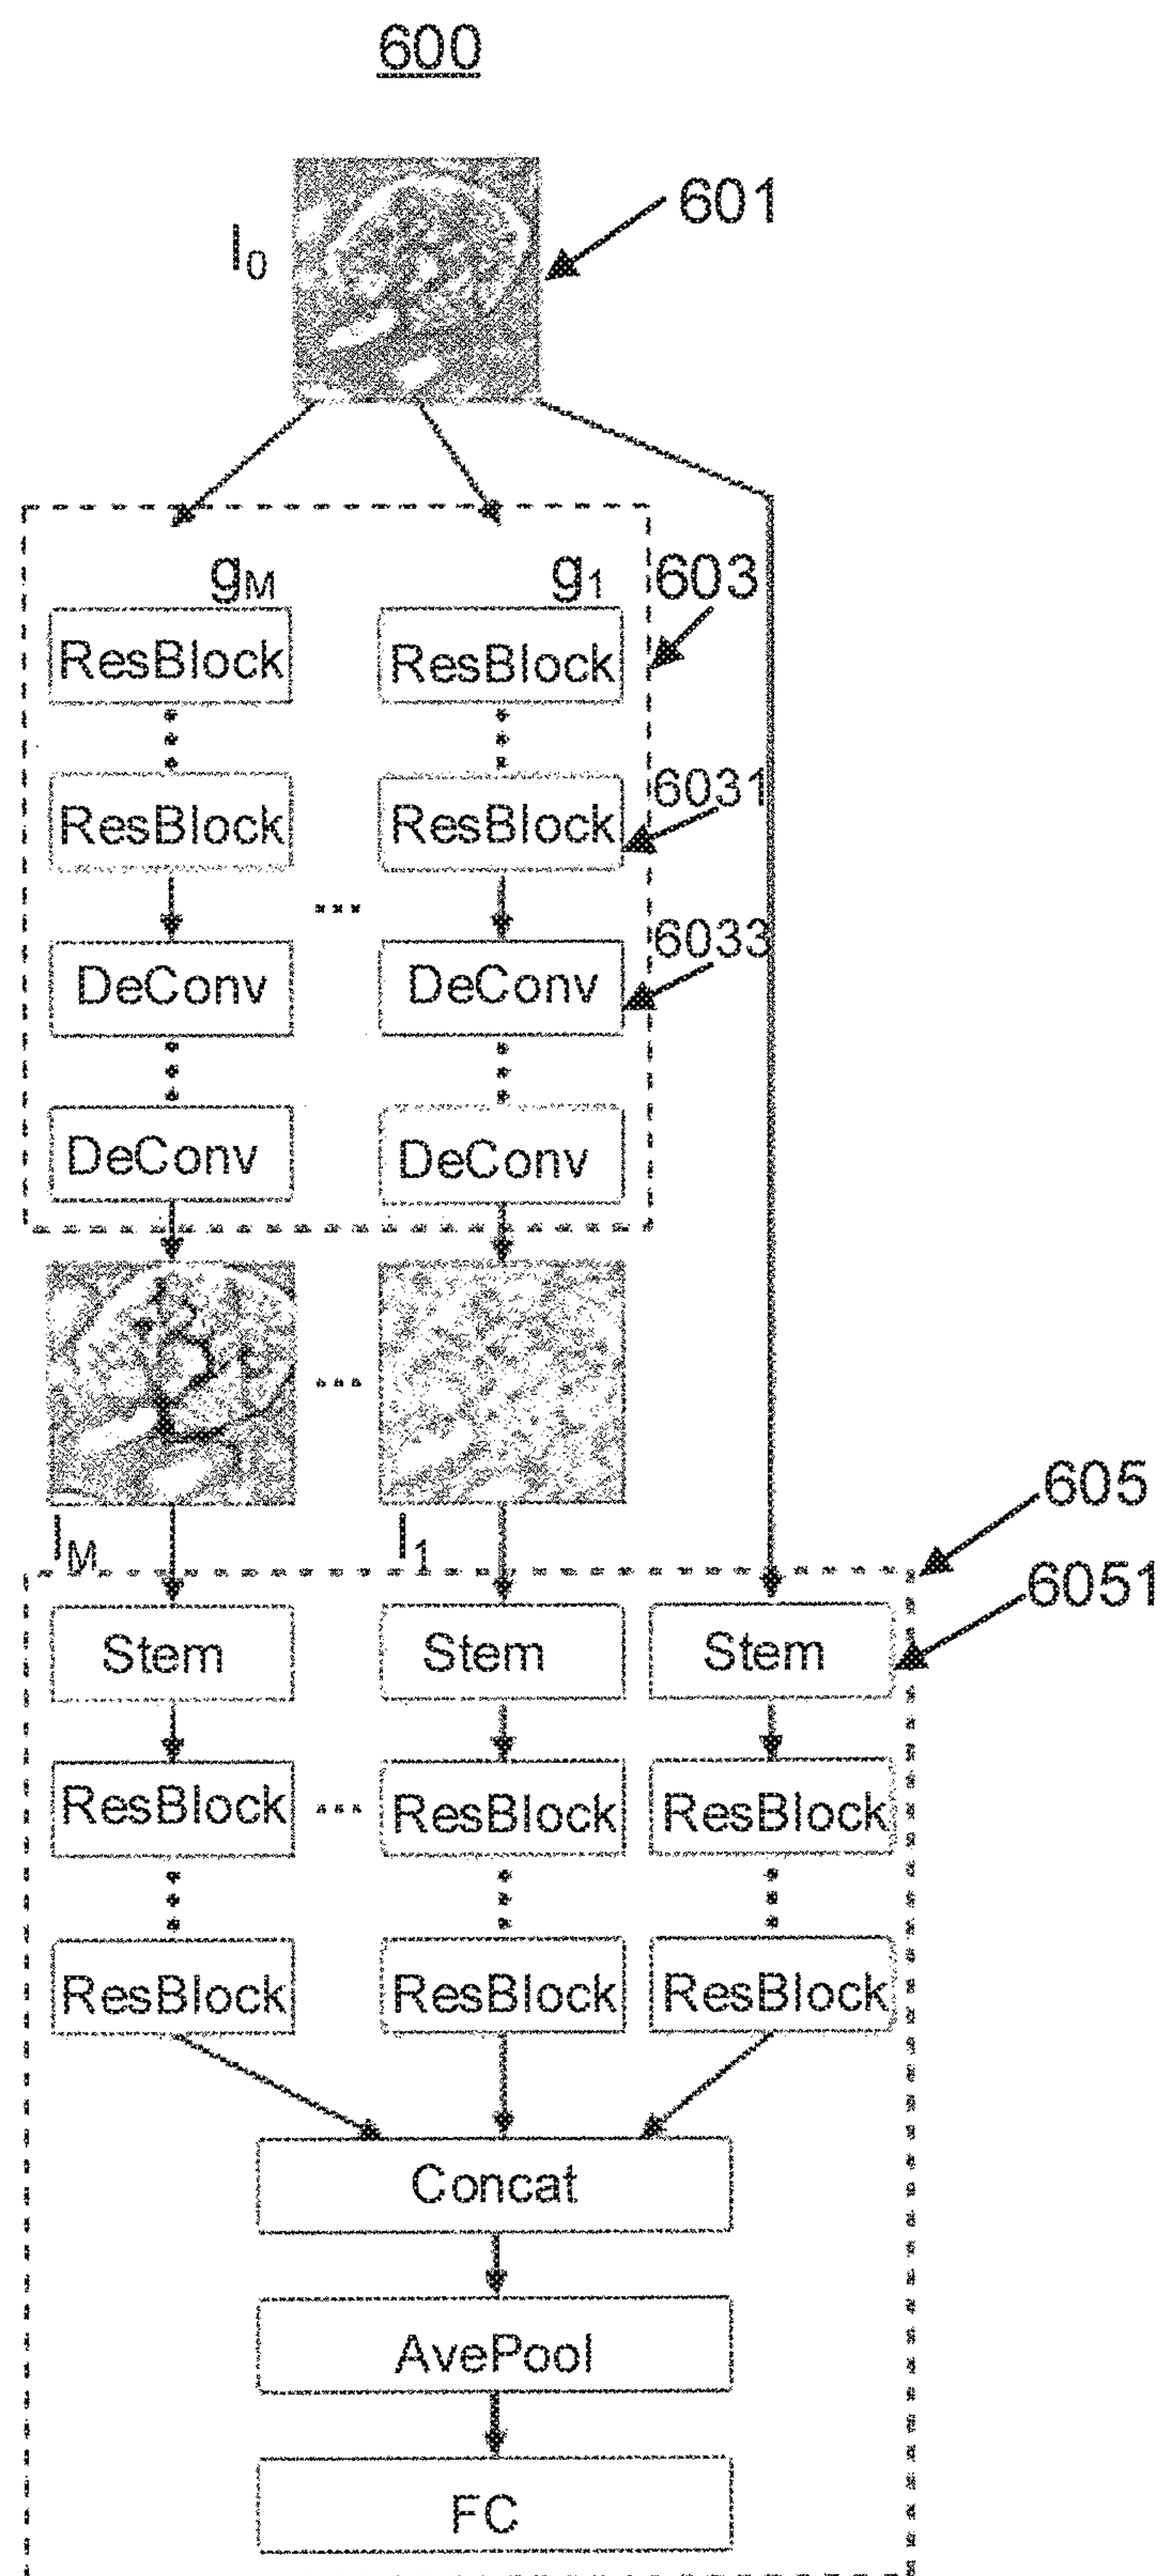 600
601
I0
gM g1 603
ResBlock ResBlock
6031
ResBlock ResBlock
...
6033
DeConv DeConv
DeConv DeConv
...
605
IM I1
6051
Stem Stem Stem
ResBlock ... ResBlock ResBlock
ResBlock ResBlock ResBlock
Concat
AvePool
FC